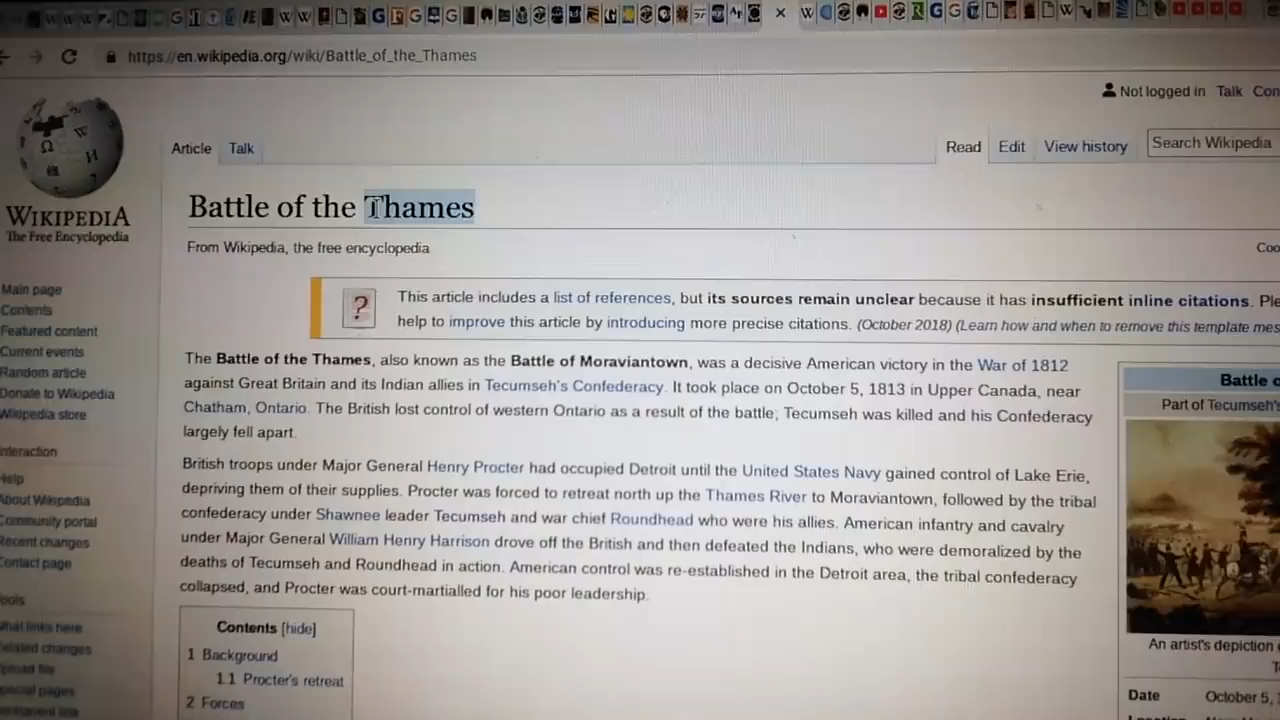 https://en.wikipedia.org/wiki/Battle_of_the_Thames
Not logged in Talk Con
Article Talk
Read Edit View history Search Wikipedia
WIKIPEDIA
The Free Encyclopedia
Battle of the Thames
From Wikipedia, the free encyclopedia
Coo
This article includes a list of references, but its sources remain unclear because it has insufficient inline citations. Ple
help to improve this article by introducing more precise citations. (October 2018) (Learn how and when to remove this template mes
Main page
Contents
Featured content
Current events
Random article
Donate to Wikipedia
Wikipedia store
The Battle of the Thames, also known as the Battle of Moraviantown, was a decisive American victory in the War of 1812
against Great Britain and its Indian allies in Tecumseh's Confederacy. It took place on October 5, 1813 in Upper Canada, near
Chatham, Ontario. The British lost control of western Ontario as a result of the battle; Tecumseh was killed and his Confederacy
largely fell apart.
British troops under Major General Henry Procter had occupied Detroit until the United States Navy gained control of Lake Erie,
depriving them of their supplies. Procter was forced to retreat north up the Thames River to Moraviantown, followed by the tribal
confederacy under Shawnee leader Tecumseh and war chief Roundhead who were his allies. American infantry and cavalry
under Major General William Henry Harrison drove off the British and then defeated the Indians, who were demoralized by the
deaths of Tecumseh and Roundhead in action. American control was re-established in the Detroit area, the tribal confederacy
collapsed, and Procter was court-martialled for his poor leadership.
nteraction
Help
About Wikipedia
Community portal
Recent changes
Contact page
ools
What links here
Related changes
Upload file
pecial pages
ermanent link
Contents [hide]
1 Background
1.1 Procter's retreat
2 Forces
Battle o
Part of Tecumseh's
An artist's depiction
Date October 5,